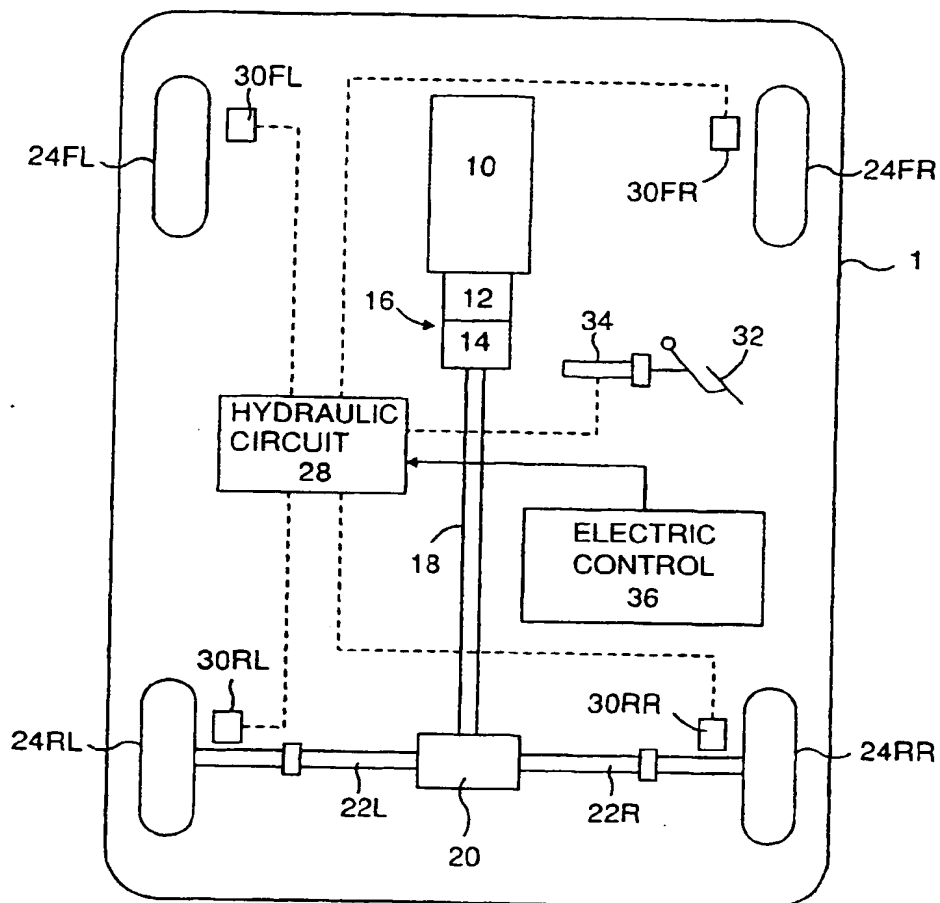 30FL
24FL
10
30FR
24FR
1
12
16
14
34
32
HYDRAULIC
CIRCUIT
28
18
ELECTRIC
CONTROL
36
30RL
30RR
24RL
24RR
22L
22R
20